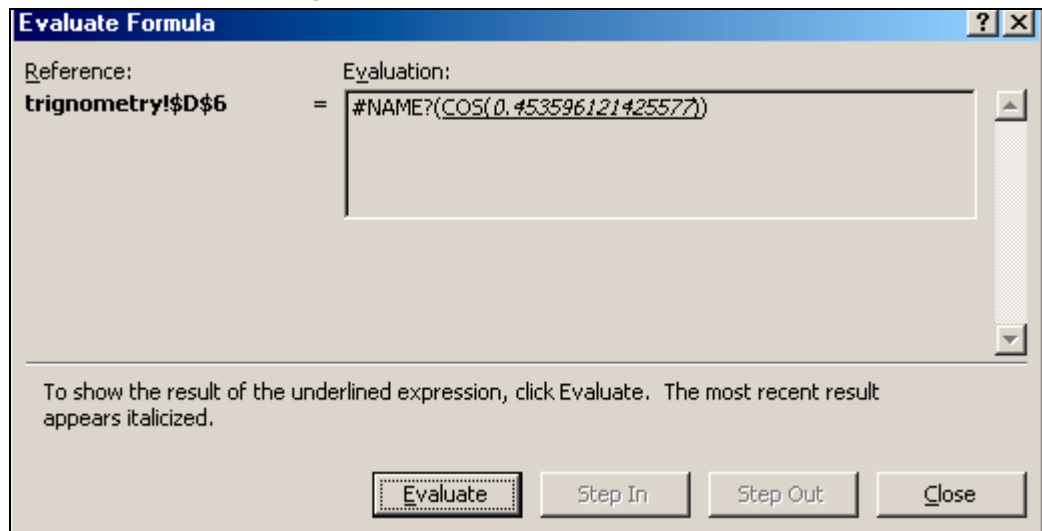 Evaluate Formula
Reference:
Evaluation:
trignometry!$D$6 = #NAME?(COS(0.453596121425577))
To show the result of the underlined expression, click Evaluate. The most recent result
appears italicized.
Evaluate Step In Step Out Close